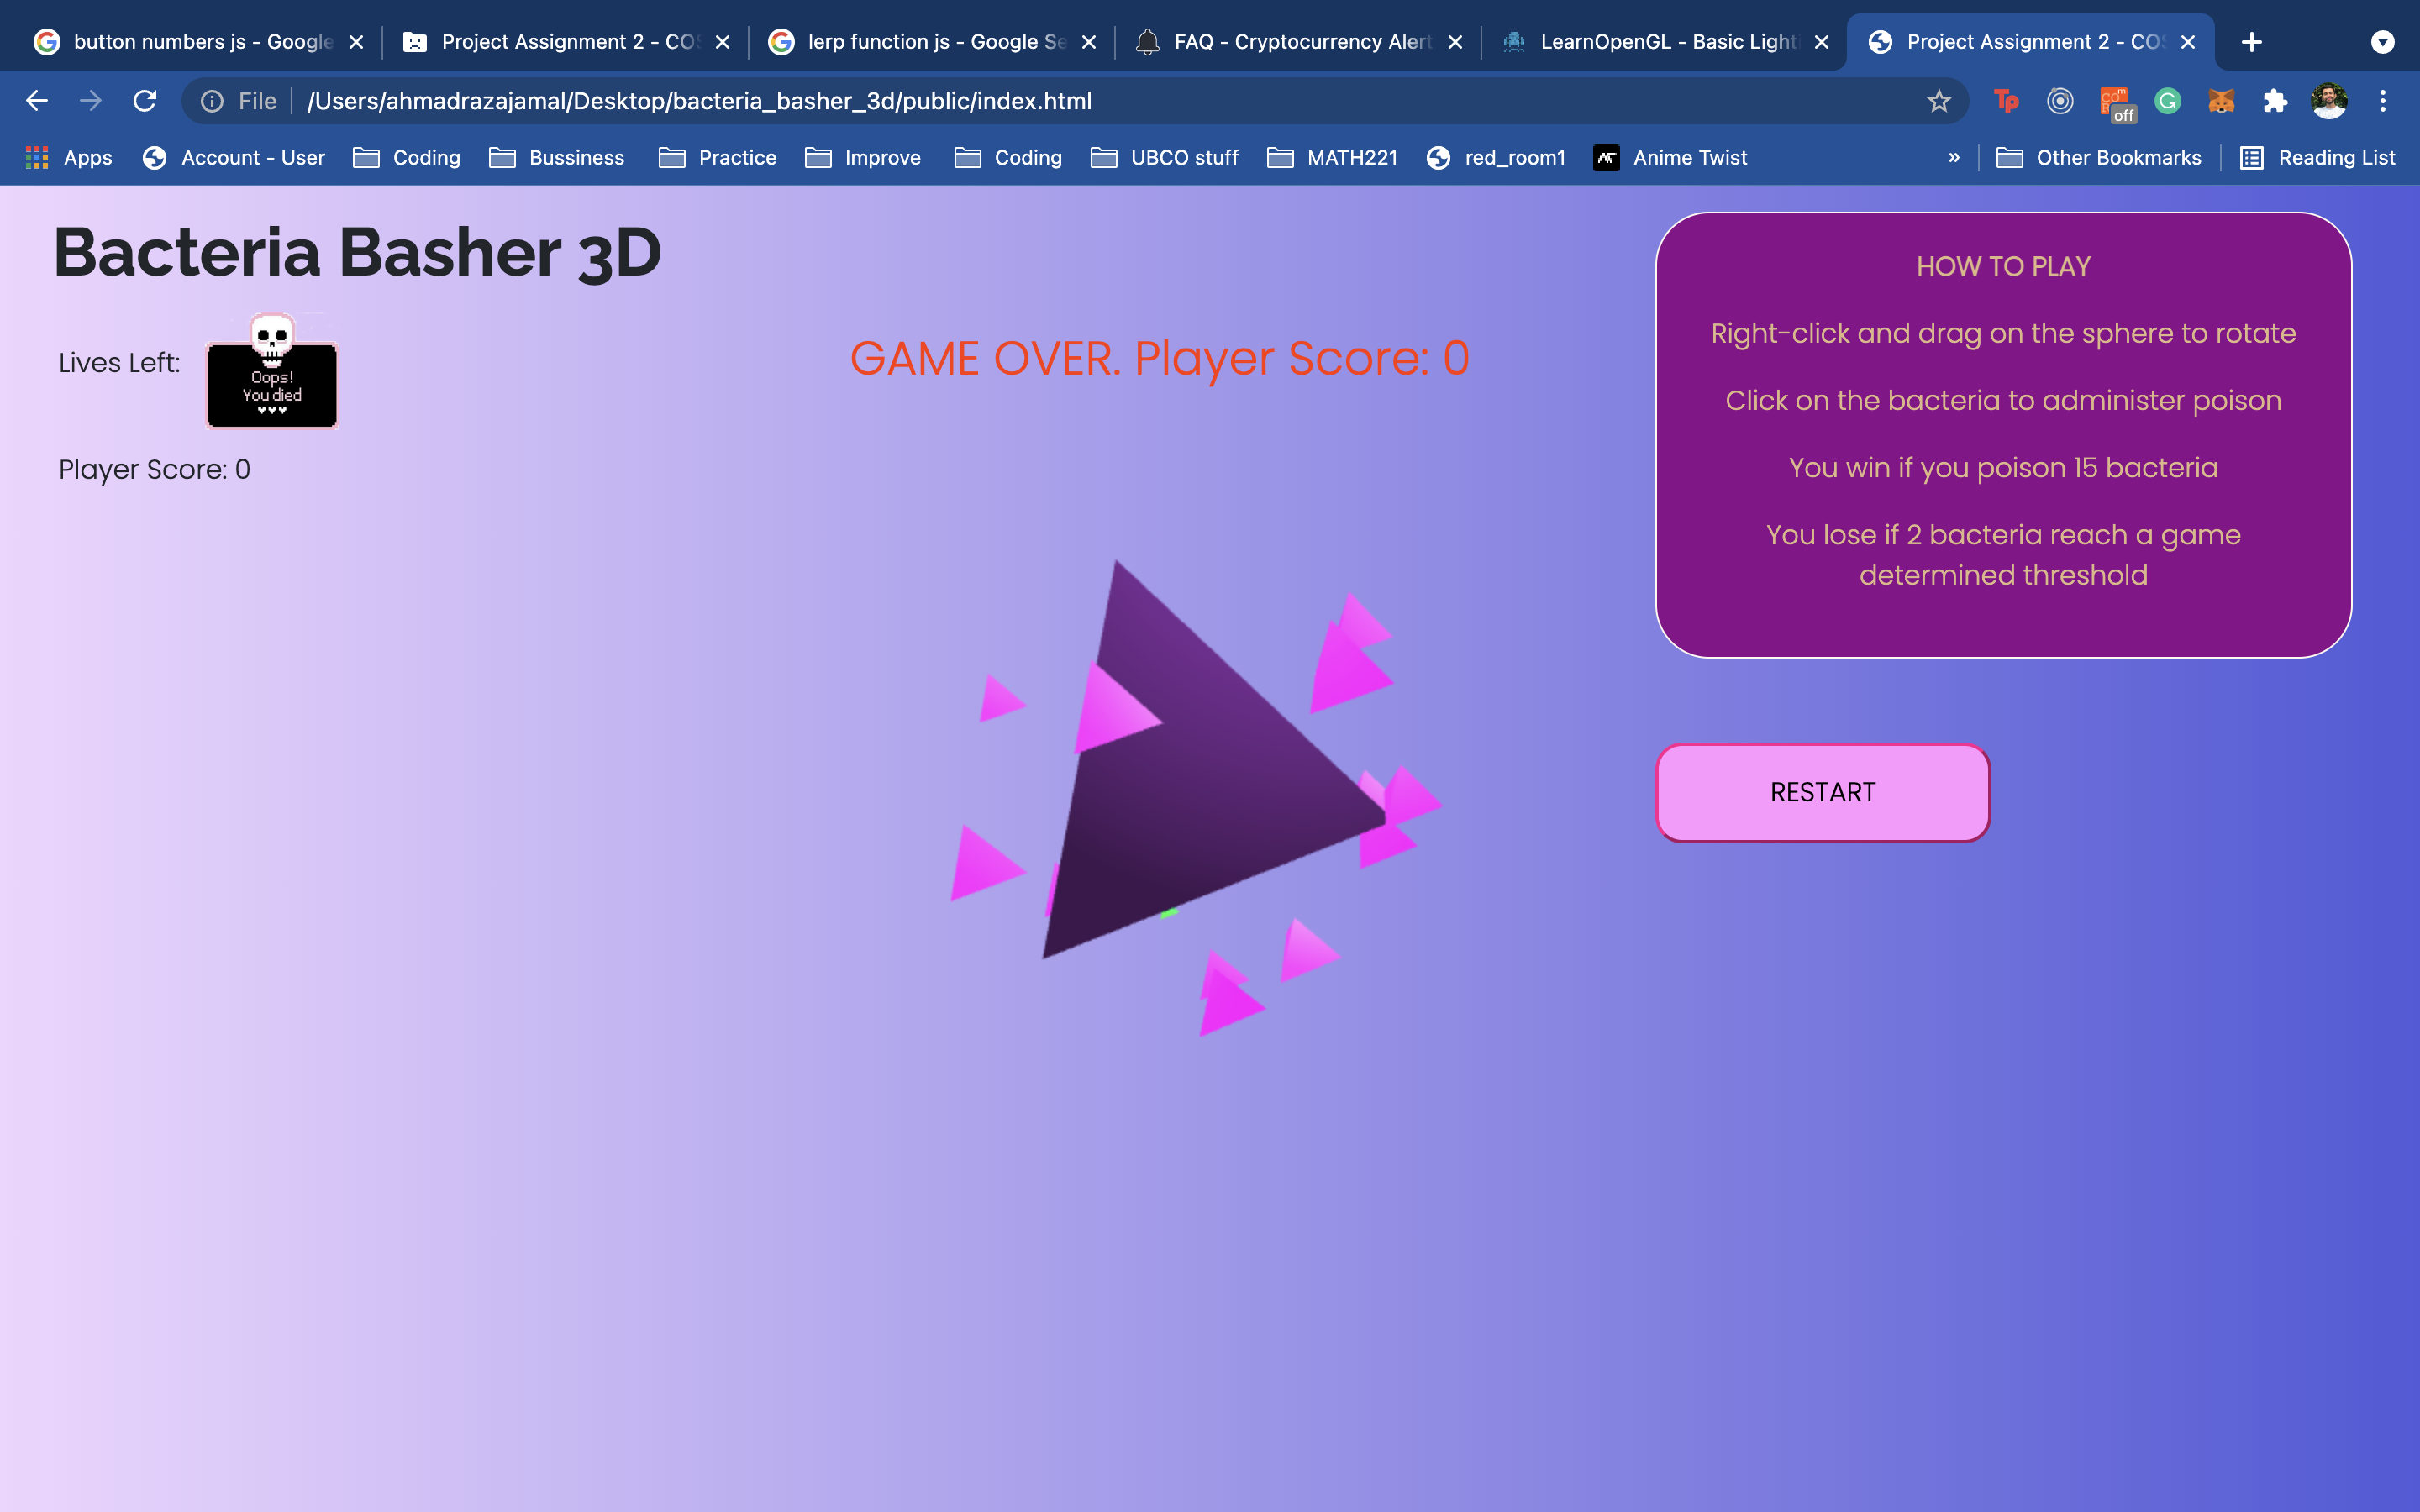 button numbers js - Google
Project Assignment 2 - COS
lerp function js - Google Se
FAQ - Cryptocurrency Alert
LearnOpenGL - Basic Light
Project Assignment 2 - COS
File /Users/ahmadrazajamal/Desktop/bacteria_basher_3d/public/index.html
Tp
off
Apps
Account - User
Coding
Bussiness
Practice
Improve
Coding
UBCO stuff
MATH221
red_room1
Anime Twist
»
Other Bookmarks
Reading List
Bacteria Basher 3D
Lives Left:
Oops!
You died
Player Score: 0
GAME OVER. Player Score: 0
HOW TO PLAY
Right-click and drag on the sphere to rotate
Click on the bacteria to administer poison
You win if you poison 15 bacteria
You lose if 2 bacteria reach a game
determined threshold
RESTART